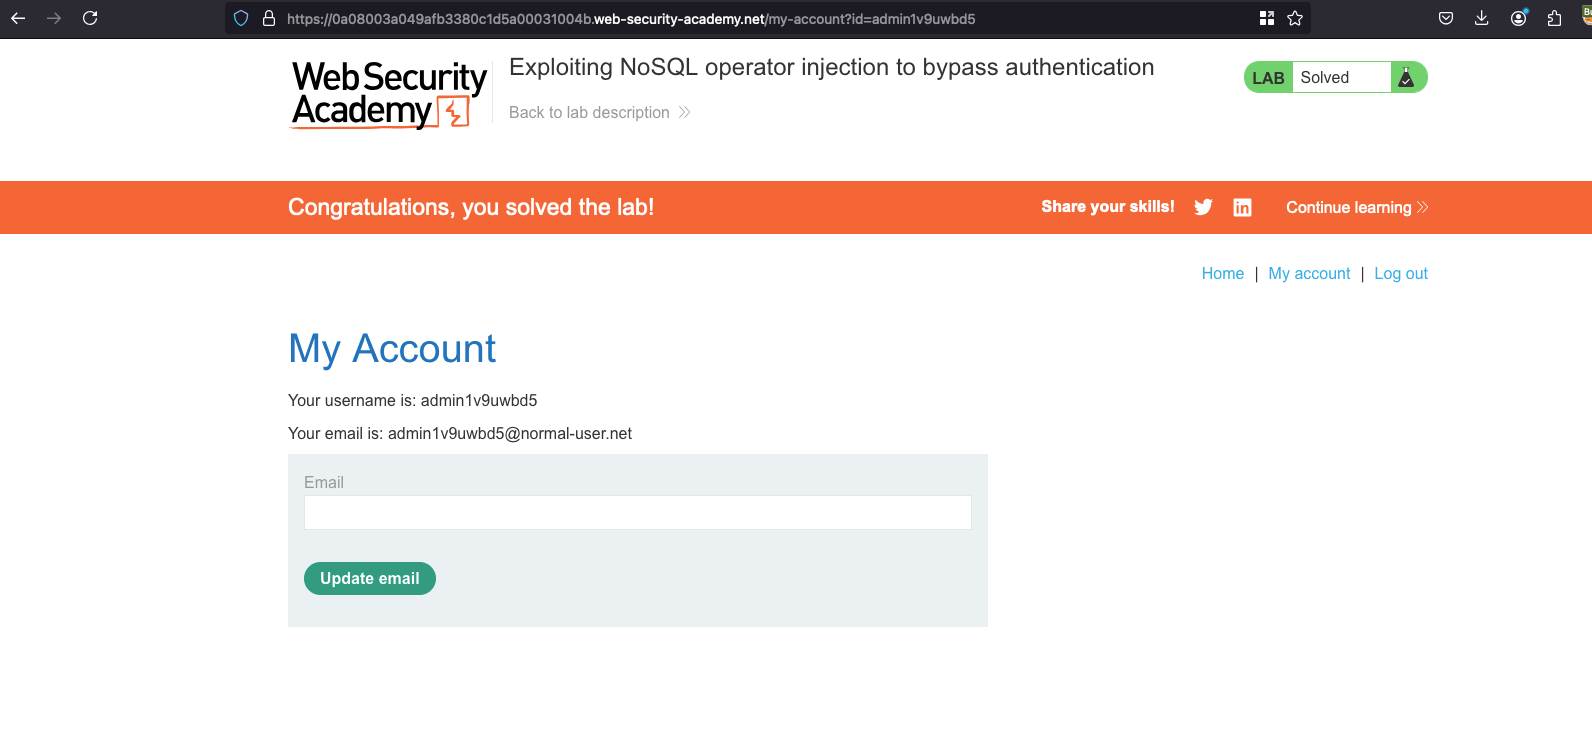 https://0a08003a049afb3380c1d5a00031004b.web-security-academy.net/my-account?id=admin1v9uwbd5
Web Security
Academy
Exploiting NoSQL operator injection to bypass authentication
Back to lab description
LAB Solved
Congratulations, you solved the lab!
Share your skills!
Continue learning
Home | My account | Log out
My Account
Your username is: admin1v9uwbd5
Your email is: admin1v9uwbd5@normal-user.net
Email
Update email